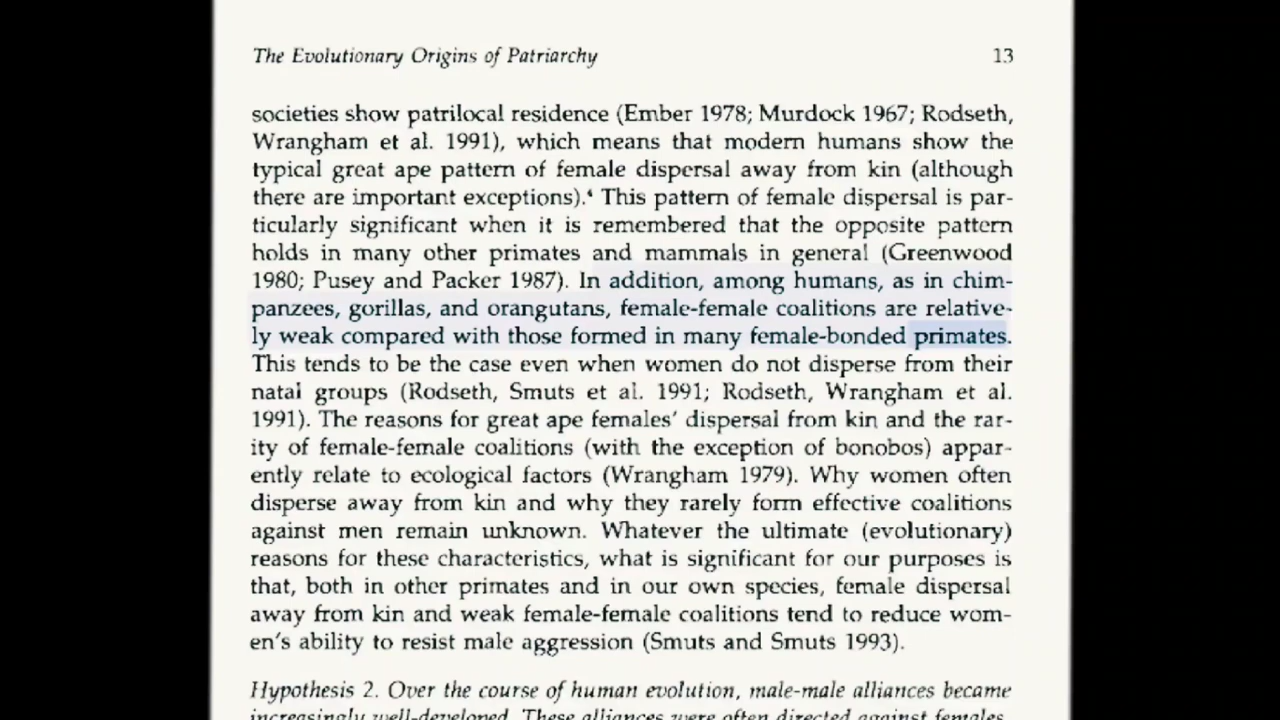 The Evolutionary Origins of Patriarchy 13
societies show patrilocal residence (Ember 1978; Murdock 1967; Rodseth,
Wrangham et al. 1991), which means that modern humans show the
typical great ape pattern of female dispersal away from kin (although
there are important exceptions).⁴ This pattern of female dispersal is par-
ticularly significant when it is remembered that the opposite pattern
holds in many other primates and mammals in general (Greenwood
1980; Pusey and Packer 1987). In addition, among humans, as in chim-
panzees, gorillas, and orangutans, female-female coalitions are relative-
ly weak compared with those formed in many female-bonded primates.
This tends to be the case even when women do not disperse from their
natal groups (Rodseth, Smuts et al. 1991; Rodseth, Wrangham et al.
1991). The reasons for great ape females' dispersal from kin and the rar-
ity of female-female coalitions (with the exception of bonobos) appar-
ently relate to ecological factors (Wrangham 1979). Why women often
disperse away from kin and why they rarely form effective coalitions
against men remain unknown. Whatever the ultimate (evolutionary)
reasons for these characteristics, what is significant for our purposes is
that, both in other primates and in our own species, female dispersal
away from kin and weak female-female coalitions tend to reduce wom-
en's ability to resist male aggression (Smuts and Smuts 1993).
Hypothesis 2. Over the course of human evolution, male-male alliances became
increasingly well-developed. These alliances were often directed against females,